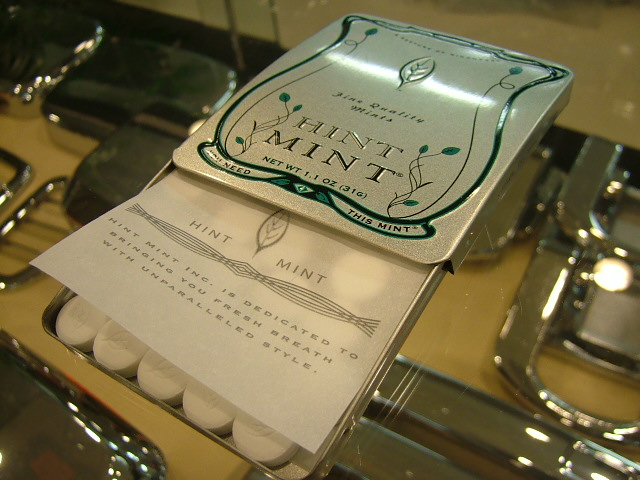 Fine Quality
Mints
HINT
MINT®
NET WT 1.1 OZ (31G)
NEED
THIS MINT
HINT MINT
HINT MINT INC. IS DEDICATED TO
BRINGING YOU FRESH BREATH
WITH UNPARALLELED STYLE.